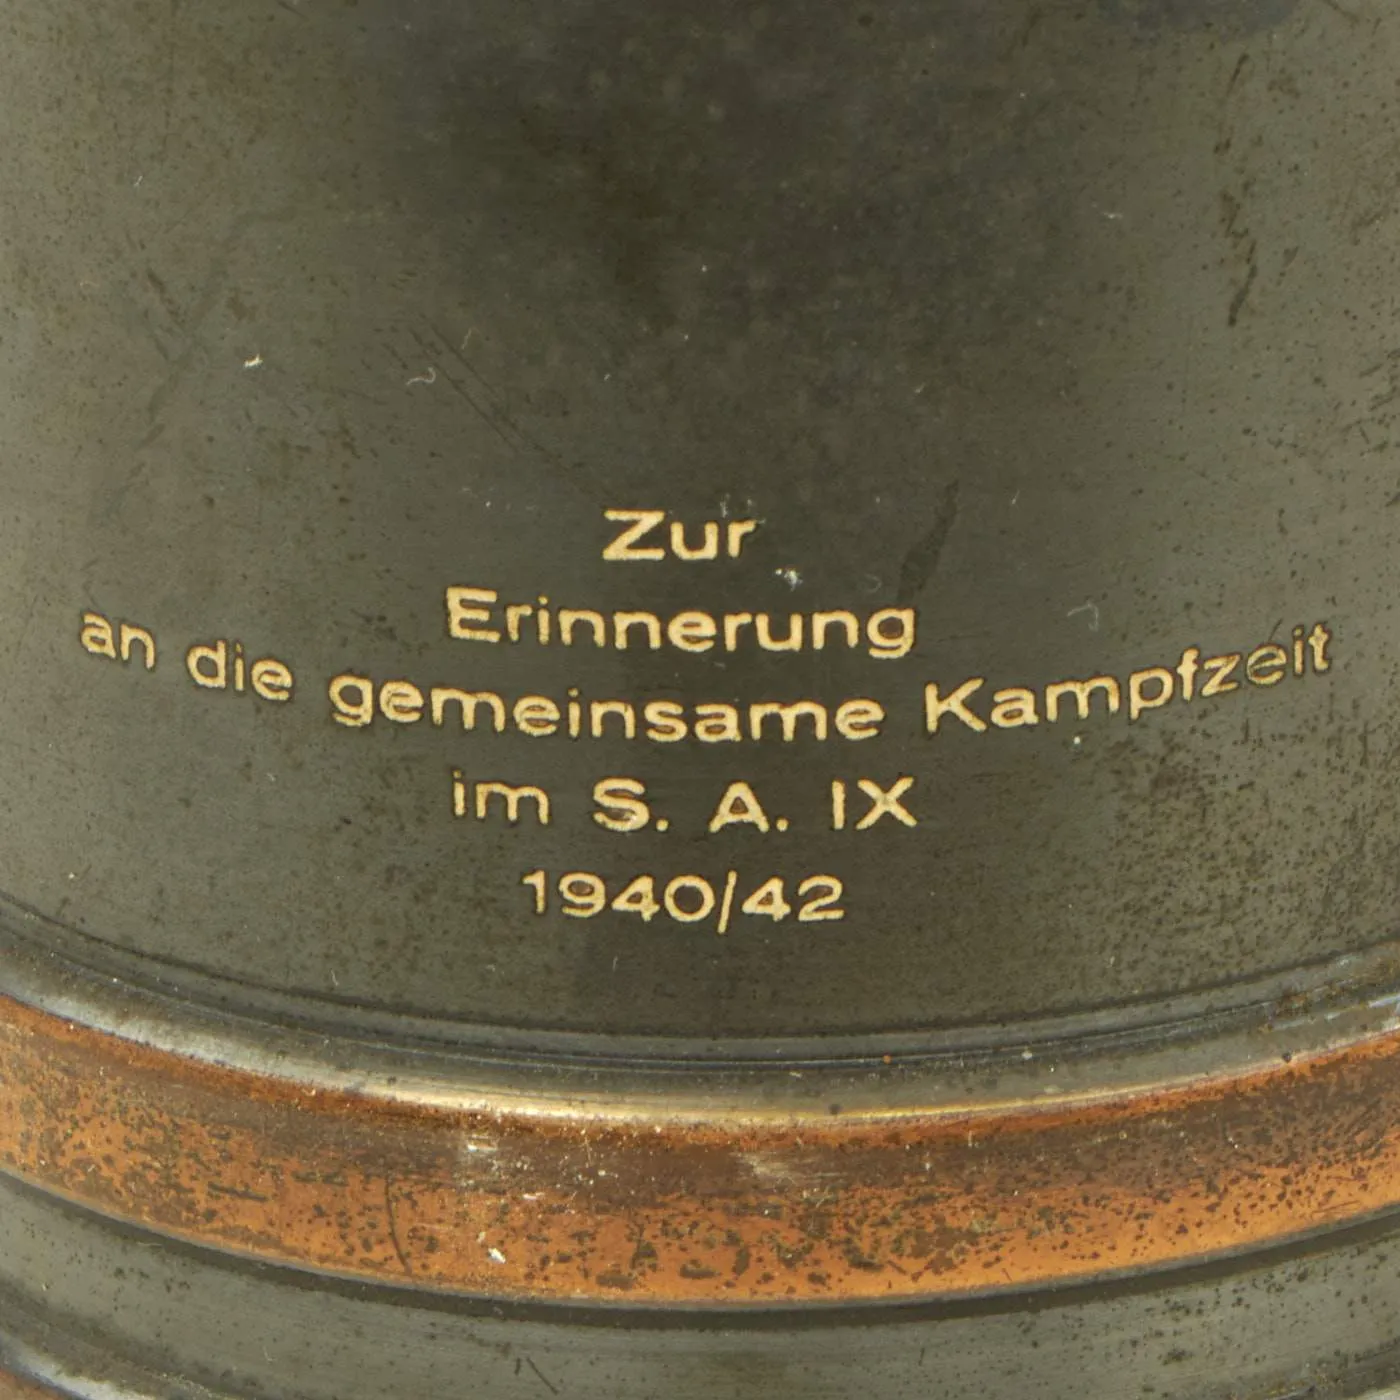 Zur
Erinnerung
an die gemeinsame Kampfzeit
im S. A. IX
1940/42